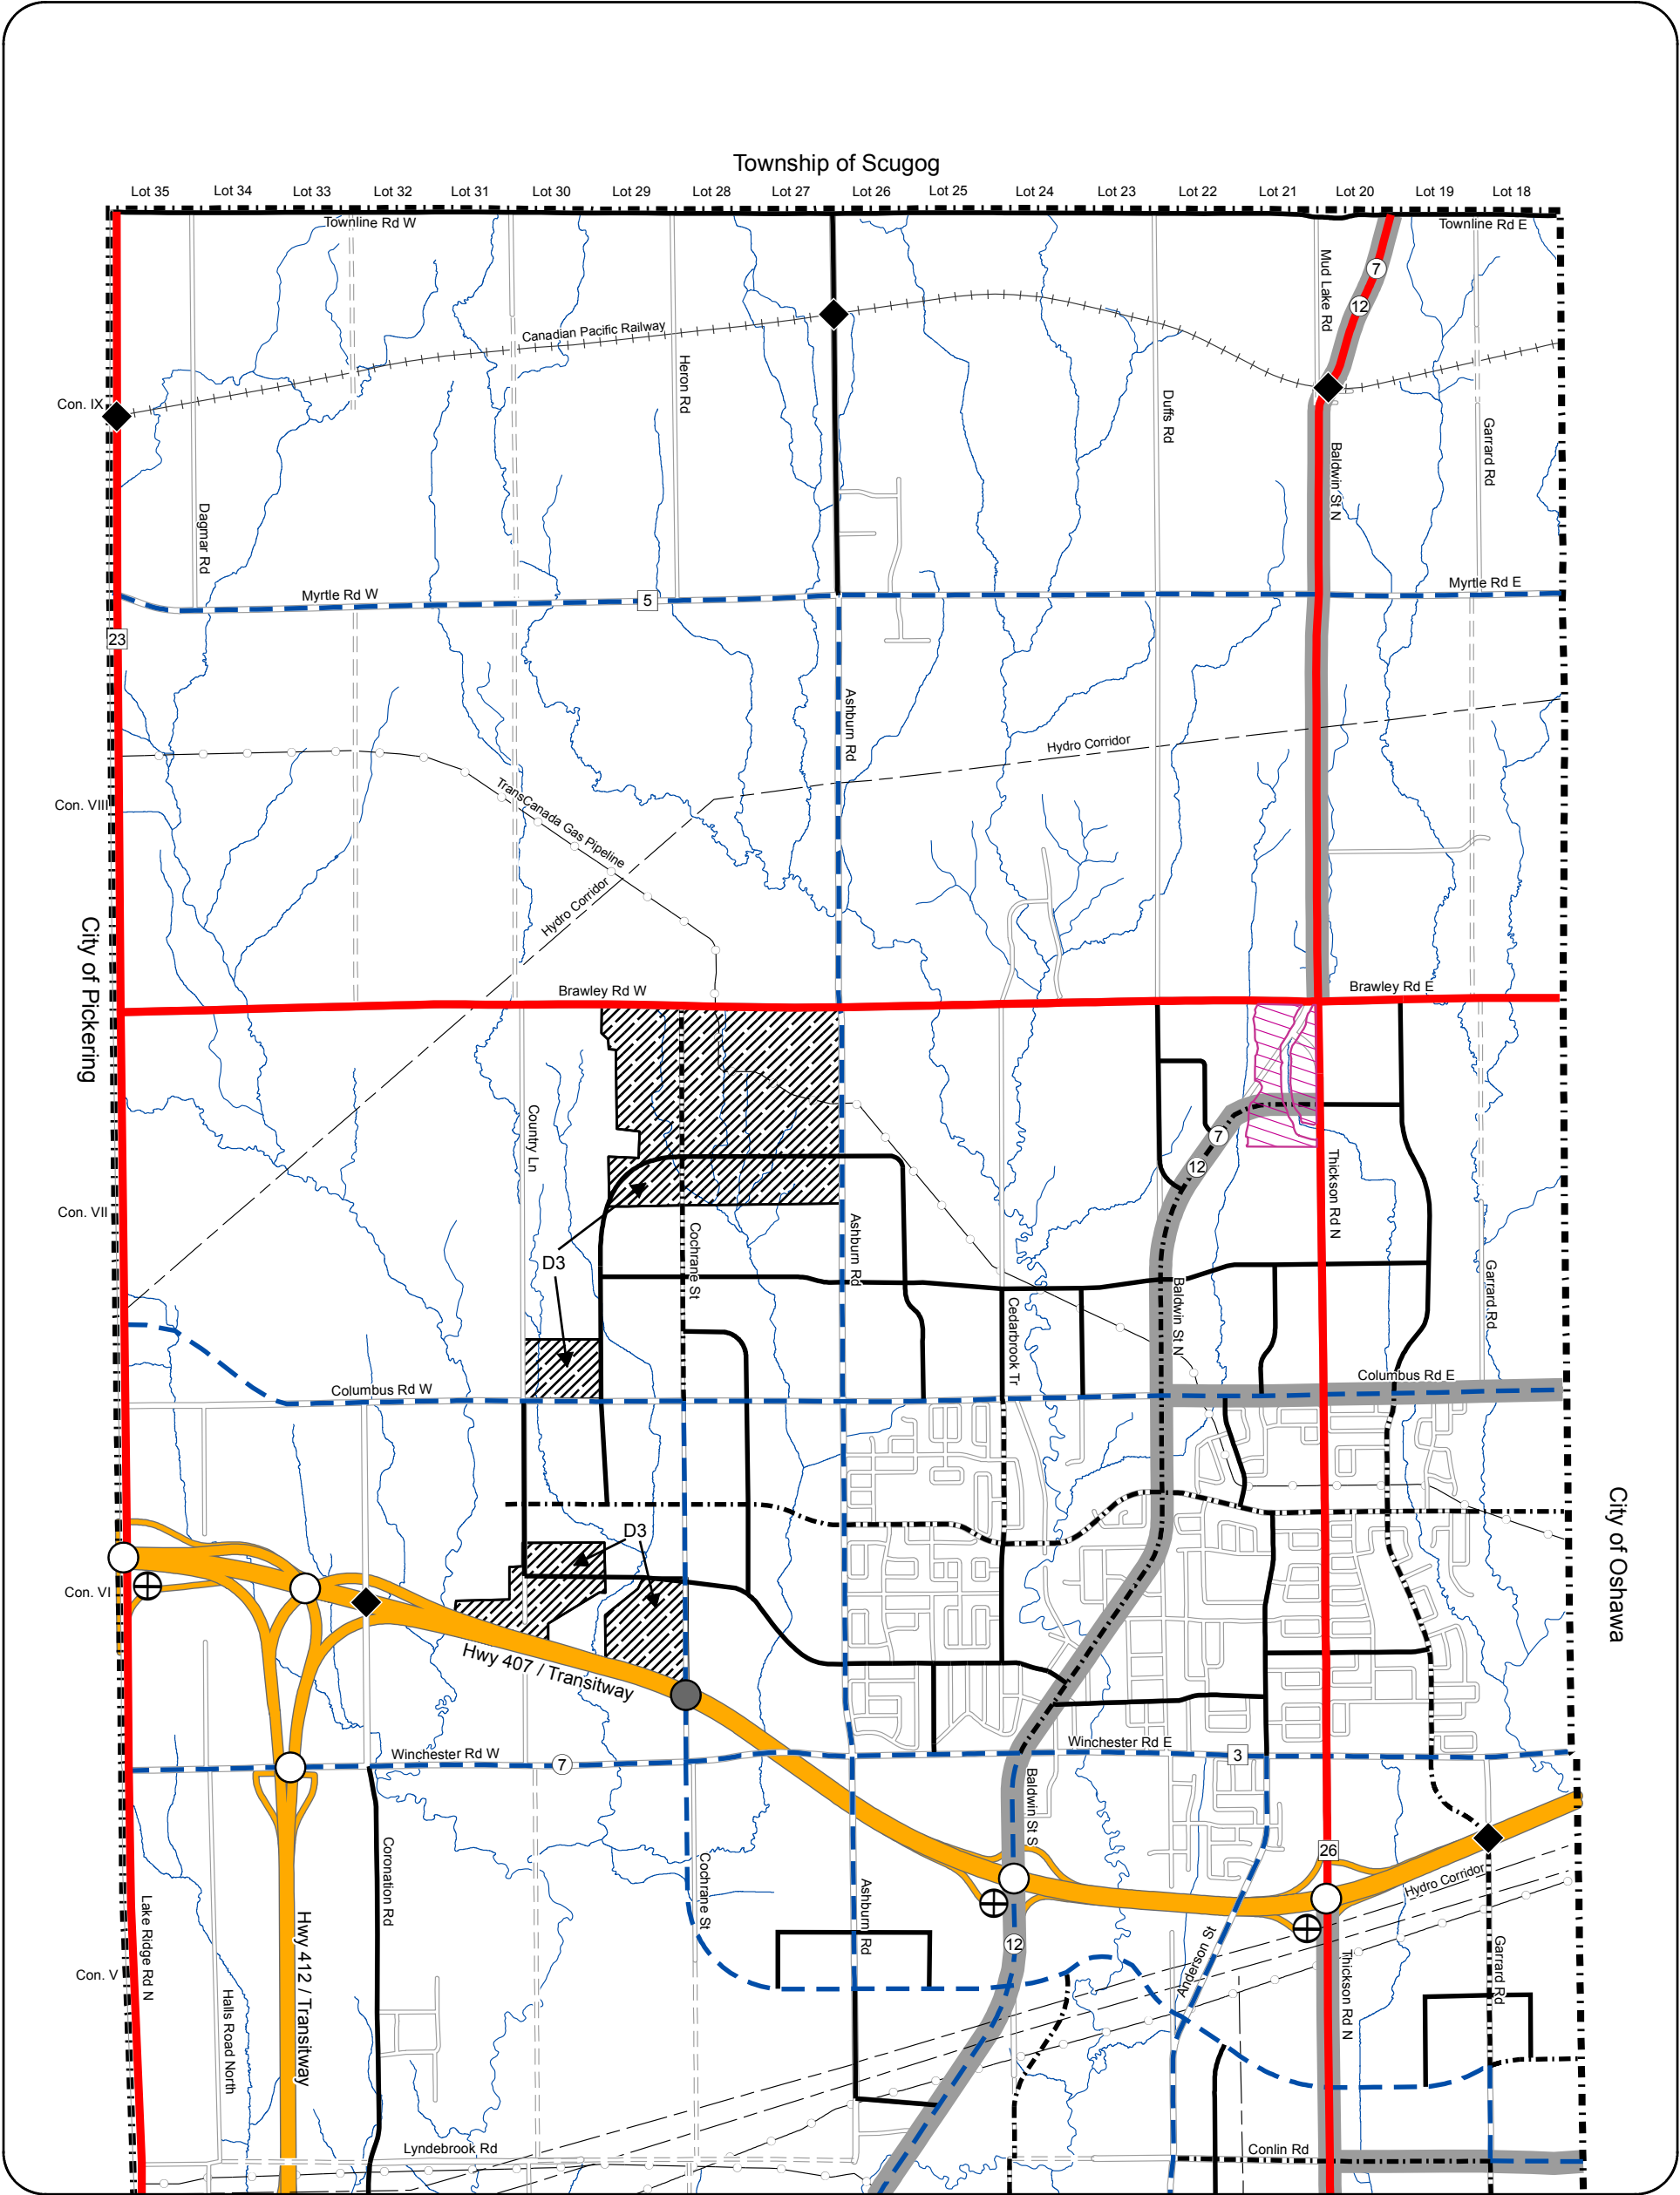 Township of Scugog
Lot 35 Lot 34 Lot 33 Lot 32 Lot 31 Lot 30 Lot 29 Lot 28 Lot 27 Lot 26 Lot 25 Lot 24 Lot 23 Lot 22 Lot 21 Lot 20 Lot 19 Lot 18
Townline Rd W
Townline Rd E
Mud Lake Rd
7
12
Canadian Pacific Railway
Heron Rd
Duffs Rd
Con. IX
Baldwin St N
Garrard Rd
Dagmar Rd
Myrtle Rd W
5
Myrtle Rd E
23
Ashburn Rd
Hydro Corridor
TransCanada Gas Pipeline
Con. VIII
Hydro Corridor
City of Pickering
Brawley Rd W
Brawley Rd E
Country Ln
7
12
Thickson Rd N
Con. VII
Cochrane St
Ashburn Rd
D3
Cedarbrook Tr
Baldwin St N
Garrard Rd
Columbus Rd W
Columbus Rd E
City of Oshawa
D3
Con. VI
Hwy 407 / Transitway
Winchester Rd W
7
Winchester Rd E
3
Baldwin St S
Coronation Rd
Cochrane St
Ashburn Rd
26
Hydro Corridor
Lake Ridge Rd N
Hwy 412 / Transitway
12
Anderson St
Thickson Rd N
Garrard Rd
Con. V
Halls Road North
Lyndebrook Rd
Conlin Rd